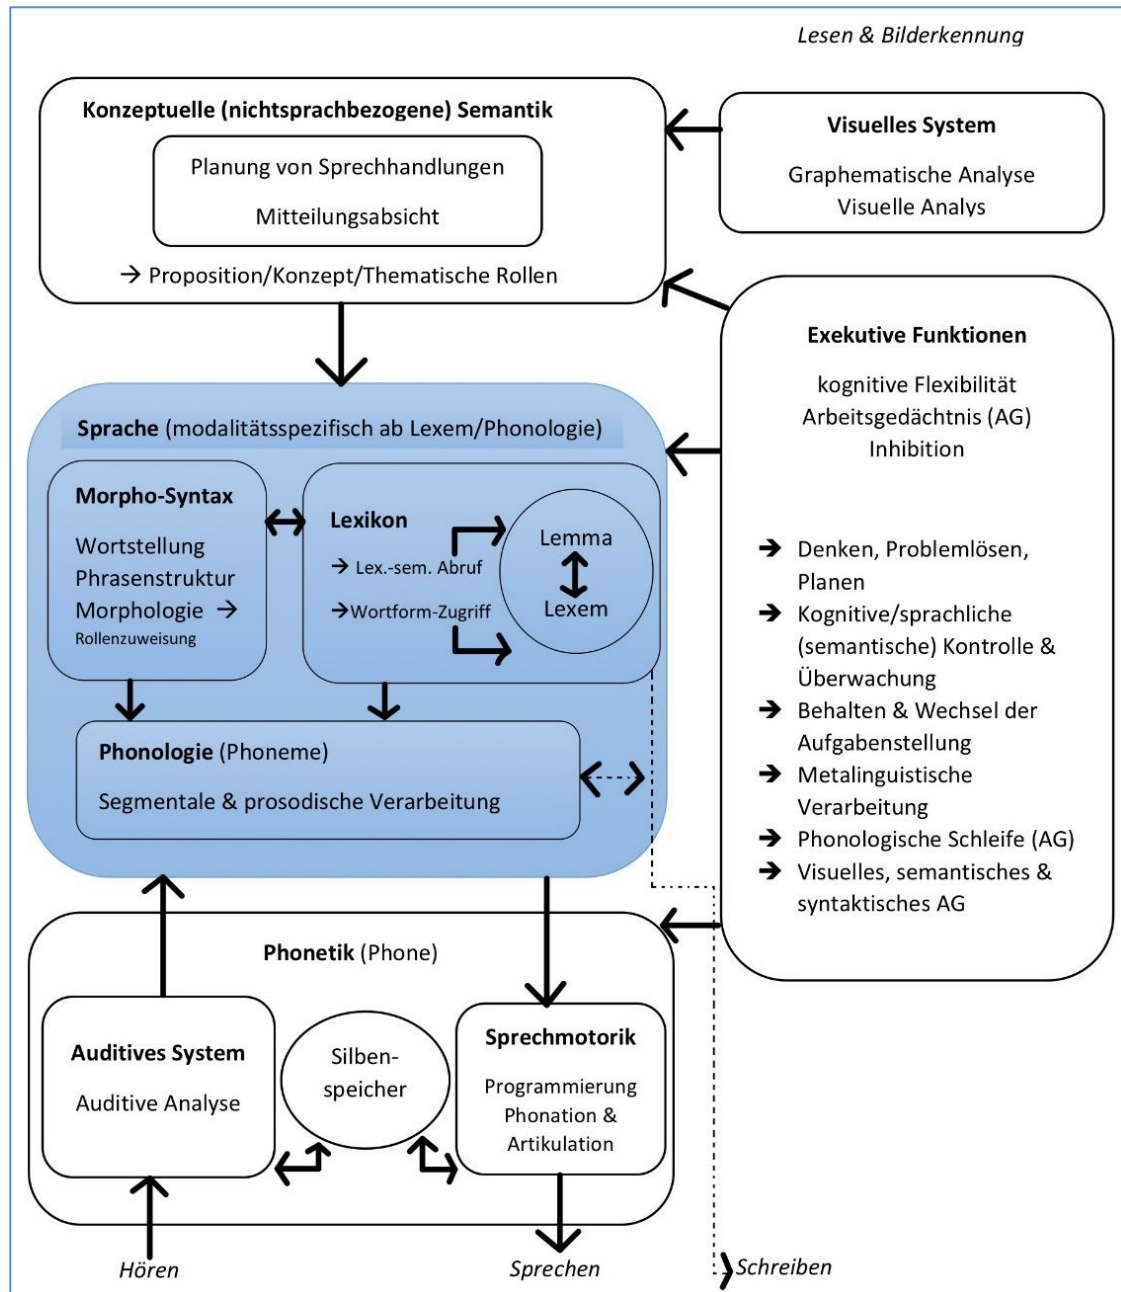 Lesen & Bilderkennung
Konzeptuelle (nichtsprachbezogene) Semantik
Planung von Sprechhandlungen
Mitteilungsabsicht
→ Proposition/Konzept/Thematische Rollen
Visuelles System
Graphematische Analyse
Visuelle Analys
Exekutive Funktionen
kognitive Flexibilität
Arbeitsgedächtnis (AG)
Inhibition
→ Denken, Problemlösen,
Planen
→ Kognitive/sprachliche
(semantische) Kontrolle &
Überwachung
→ Behalten & Wechsel der
Aufgabenstellung
→ Metalinguistische
Verarbeitung
→ Phonologische Schleife (AG)
→ Visuelles, semantisches &
syntaktisches AG
Sprache (modalitätsspezifisch ab Lexem/Phonologie)
Morpho-Syntax
Wortstellung
Phrasenstruktur
Morphologie →
Rollenzuweisung
Lexikon
→ Lex.-sem. Abruf
→Wortform-Zugriff
Lemma
Lexem
Phonologie (Phoneme)
Segmentale & prosodische Verarbeitung
Phonetik (Phone)
Auditives System
Auditive Analyse
Silben-
speicher
Sprechmotorik
Programmierung
Phonation &
Artikulation
Hören
Sprechen
Schreiben